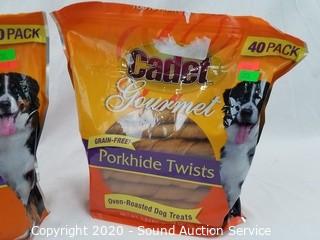 0 PACK
40 PACK
Cadet
Gourmet
GRAIN-FREE!
Porkhide Twists
Oven-Roasted Dog Treats
Copyright 2020 - Sound Auction Service